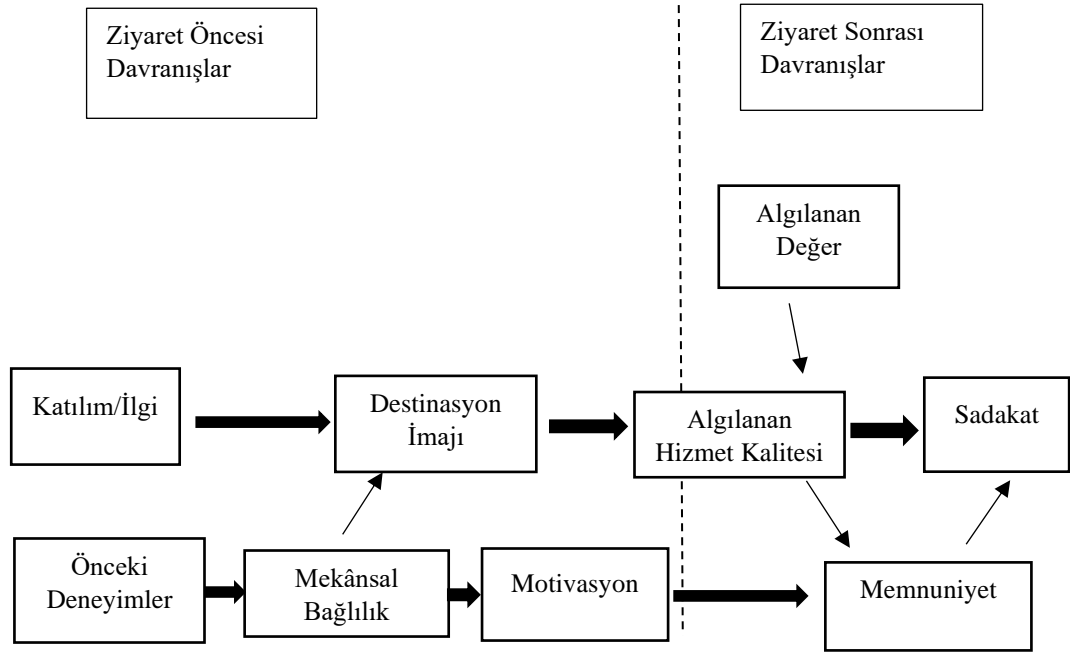 Ziyaret Öncesi
Davranışlar
Ziyaret Sonrası
Davranışlar
Algılanan
Değer
Katılım/İlgi
Destinasyon
İmajı
Algılanan
Hizmet Kalitesi
Sadakat
Önceki
Deneyimler
Mekânsal
Bağlılık
Motivasyon
Memnuniyet